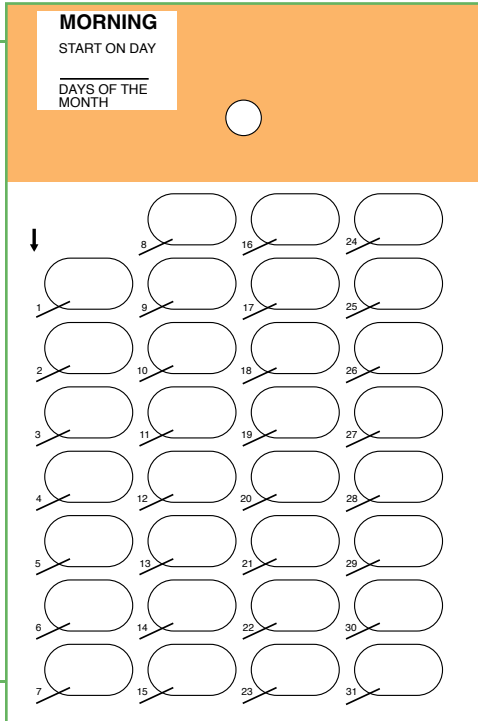 MORNING
START ON DAY
DAYS OF THE
MONTH
8 16 24
1 9 17 25
2 10 18 26
3 11 19 27
4 12 20 28
5 13 21 29
6 14 22 30
7 15 23 31